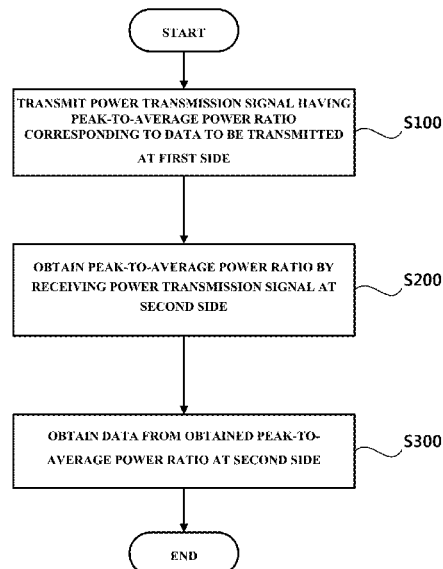 START
TRANSMIT POWER TRANSMISSION SIGNAL HAVING
PEAK-TO-AVERAGE POWER RATIO
CORRESPONDING TO DATA TO BE TRANSMITTED
AT FIRST SIDE
S100
OBTAIN PEAK-TO-AVERAGE POWER RATIO BY
RECEIVING POWER TRANSMISSION SIGNAL AT
SECOND SIDE
S200
OBTAIN DATA FROM OBTAINED PEAK-TO-
AVERAGE POWER RATIO AT SECOND SIDE
S300
END